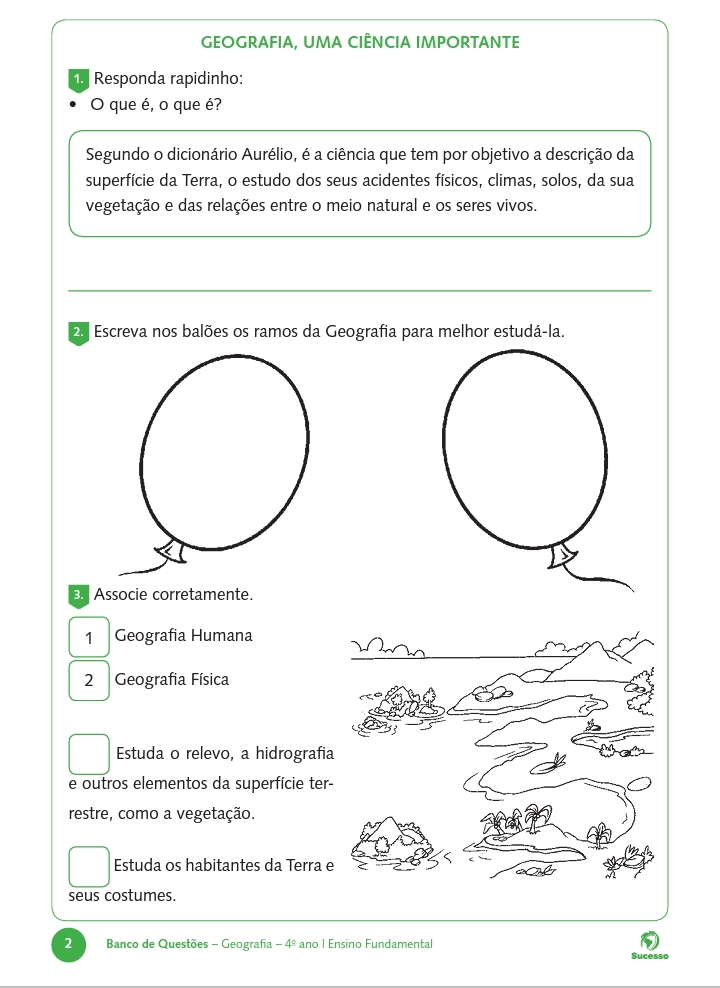 GEOGRAFIA, UMA CIÊNCIA IMPORTANTE
1. Responda rapidinho:
• O que é, o que é?
Segundo o dicionário Aurélio, é a ciência que tem por objetivo a descrição da
superfície da Terra, o estudo dos seus acidentes físicos, climas, solos, da sua
vegetação e das relações entre o meio natural e os seres vivos.
2. Escreva nos balões os ramos da Geografia para melhor estudá-la.
3. Associe corretamente.
1 Geografia Humana
2 Geografia Física
Estuda o relevo, a hidrografia
e outros elementos da superfície ter-
restre, como a vegetação.
Estuda os habitantes da Terra e
seus costumes.
2 Banco de Questões – Geografia – 4º ano l Ensino Fundamental
Sucesso